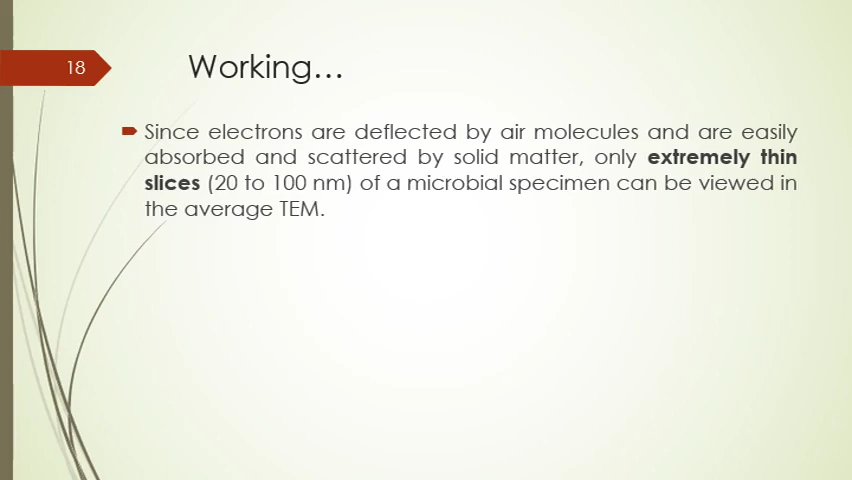 18
Working…
Since electrons are deflected by air molecules and are easily
absorbed and scattered by solid matter, only extremely thin
slices (20 to 100 nm) of a microbial specimen can be viewed in
the average TEM.